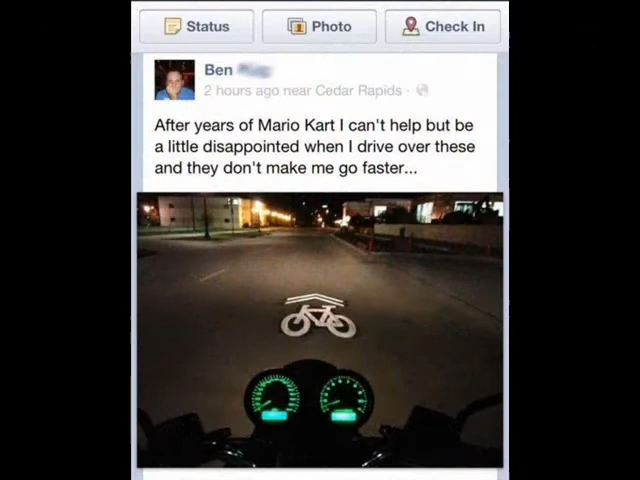 Status Photo Check In
Ben
2 hours ago near Cedar Rapids ·
After years of Mario Kart I can't help but be
a little disappointed when I drive over these
and they don't make me go faster...